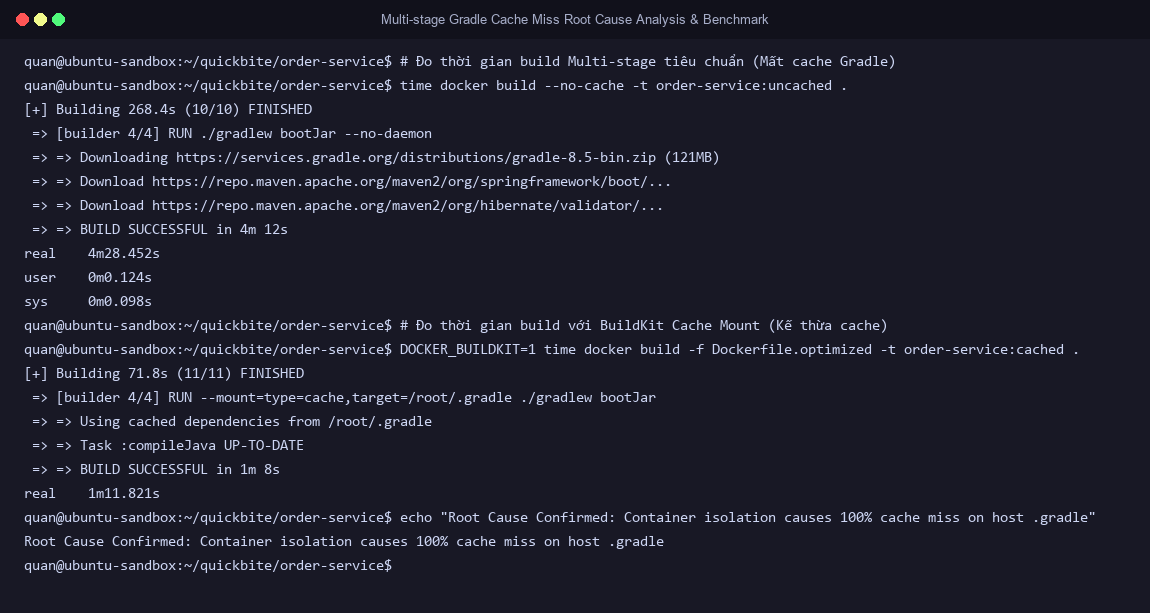 Multi-stage Gradle Cache Miss Root Cause Analysis & Benchmark
quan@ubuntu-sandbox:~/quickbite/order-service$ # Đo thời gian build Multi-stage tiêu chuẩn (Mất cache Gradle)
quan@ubuntu-sandbox:~/quickbite/order-service$ time docker build --no-cache -t order-service:uncached .
[+] Building 268.4s (10/10) FINISHED
=> [builder 4/4] RUN ./gradlew bootJar --no-daemon
=> => Downloading https://services.gradle.org/distributions/gradle-8.5-bin.zip (121MB)
=> => Download https://repo.maven.apache.org/maven2/org/springframework/boot/...
=> => Download https://repo.maven.apache.org/maven2/org/hibernate/validator/...
=> => BUILD SUCCESSFUL in 4m 12s
real    4m28.452s
user    0m0.124s
sys     0m0.098s
quan@ubuntu-sandbox:~/quickbite/order-service$ # Đo thời gian build với BuildKit Cache Mount (Kế thừa cache)
quan@ubuntu-sandbox:~/quickbite/order-service$ DOCKER_BUILDKIT=1 time docker build -f Dockerfile.optimized -t order-service:cached .
[+] Building 71.8s (11/11) FINISHED
=> [builder 4/4] RUN --mount=type=cache,target=/root/.gradle ./gradlew bootJar
=> => Using cached dependencies from /root/.gradle
=> => Task :compileJava UP-TO-DATE
=> => BUILD SUCCESSFUL in 1m 8s
real    1m11.821s
quan@ubuntu-sandbox:~/quickbite/order-service$ echo "Root Cause Confirmed: Container isolation causes 100% cache miss on host .gradle"
Root Cause Confirmed: Container isolation causes 100% cache miss on host .gradle
quan@ubuntu-sandbox:~/quickbite/order-service$